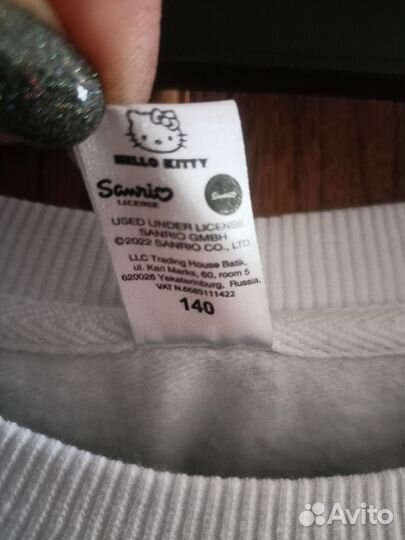 HELLO KITTY
Sanrio
LICENSE
Sanrio
USED UNDER LICENSE
SANRIO GMBH
©2022 SANRIO CO., LTD.
LLC Trading House Batik,
ul. Karl Marks, 60, room 5
620026 Yekaterinburg, Russia.
VAT N.6685111422
140
Avito